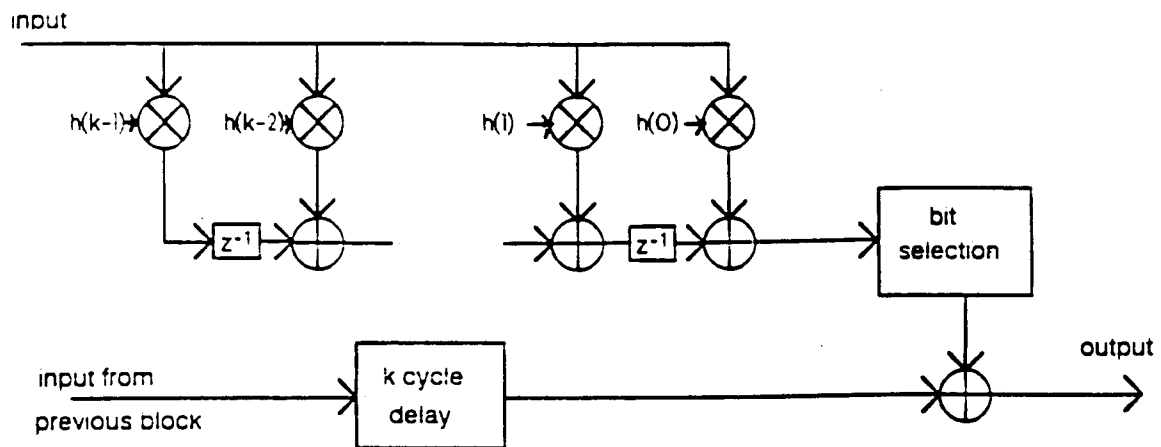 input
h(k-1)
h(k-2)
h(1)
h(0)
z⁻¹
z⁻¹
bit
selection
input from
previous block
k cycle
delay
output